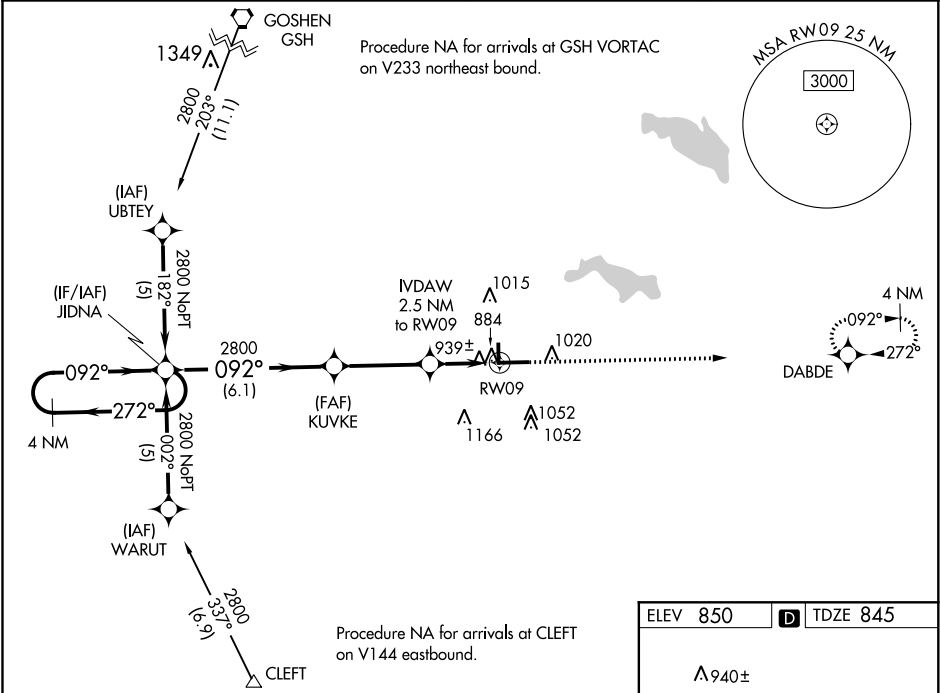 GOSHEN
GSH
1349
Procedure NA for arrivals at GSH VORTAC
on V233 northeast bound.
MSA RW09 25 NM
3000
2800
203°
(11.1)
(IAF)
UBTEY
2800 NoPT
182°
(5)
(IF/IAF)
JIDNA
IVDAW
2.5 NM
to RW09
1015
884
939±
1020
4 NM
092°
272°
DABDE
092°
2800
092°
(6.1)
272°
4 NM
(FAF)
KUVKE
RW09
1166
1052
1052
2800 NoPT
002°
(5)
(IAF)
WARUT
2800
337°
(6.9)
CLEFT
Procedure NA for arrivals at CLEFT
on V144 eastbound.
ELEV 850 D TDZE 845
940±